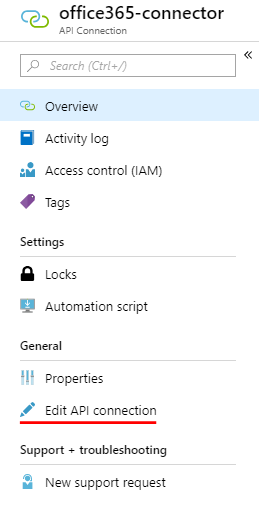 office365-connector
API Connection
«
Search (Ctrl+/)
Overview
Activity log
Access control (IAM)
Tags
Settings
Locks
Automation script
General
Properties
Edit API connection
Support + troubleshooting
New support request